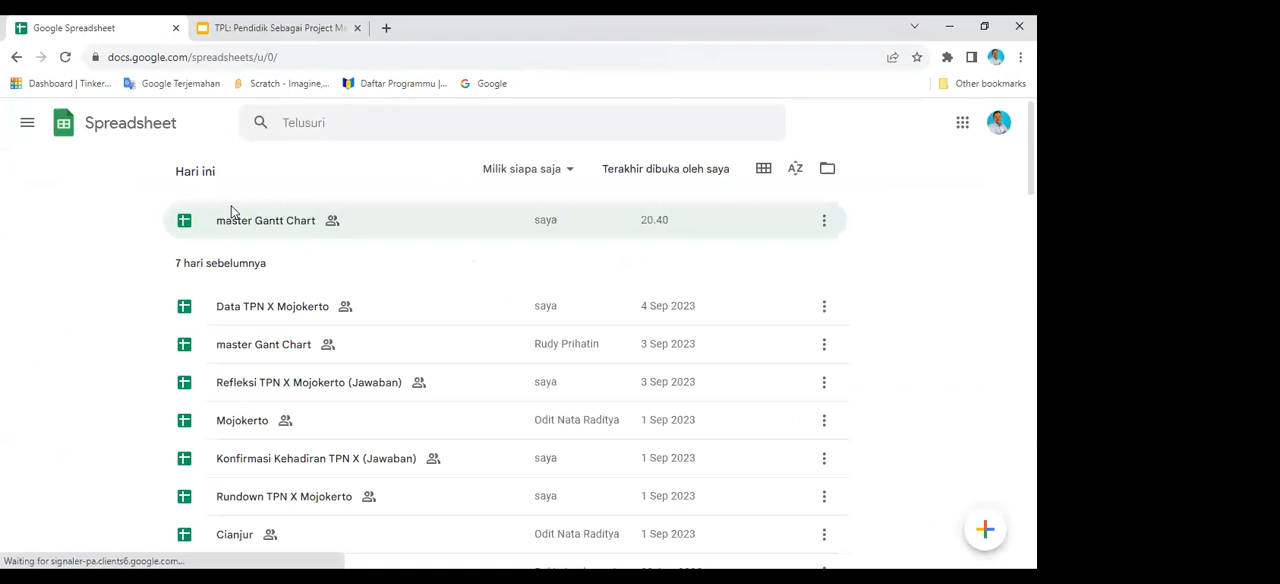 Google Spreadsheet
TPL: Pendidik Sebagai Project M
docs.google.com/spreadsheets/u/0/
Dashboard | Tinker... Google Terjemahan Scratch - Imagine,... Daftar Programmu |... Google Other bookmarks
Spreadsheet
Telusuri
Hari ini Milik siapa saja Terakhir dibuka oleh saya
master Gantt Chart saya 20.40
7 hari sebelumnya
Data TPN X Mojokerto saya 4 Sep 2023
master Gant Chart Rudy Prihatin 3 Sep 2023
Refleksi TPN X Mojokerto (Jawaban) saya 3 Sep 2023
Mojokerto Odit Nata Raditya 1 Sep 2023
Konfirmasi Kehadiran TPN X (Jawaban) saya 1 Sep 2023
Rundown TPN X Mojokerto saya 1 Sep 2023
Cianjur Odit Nata Raditya 1 Sep 2023
Waiting for signaler-pa.clients6.google.com...